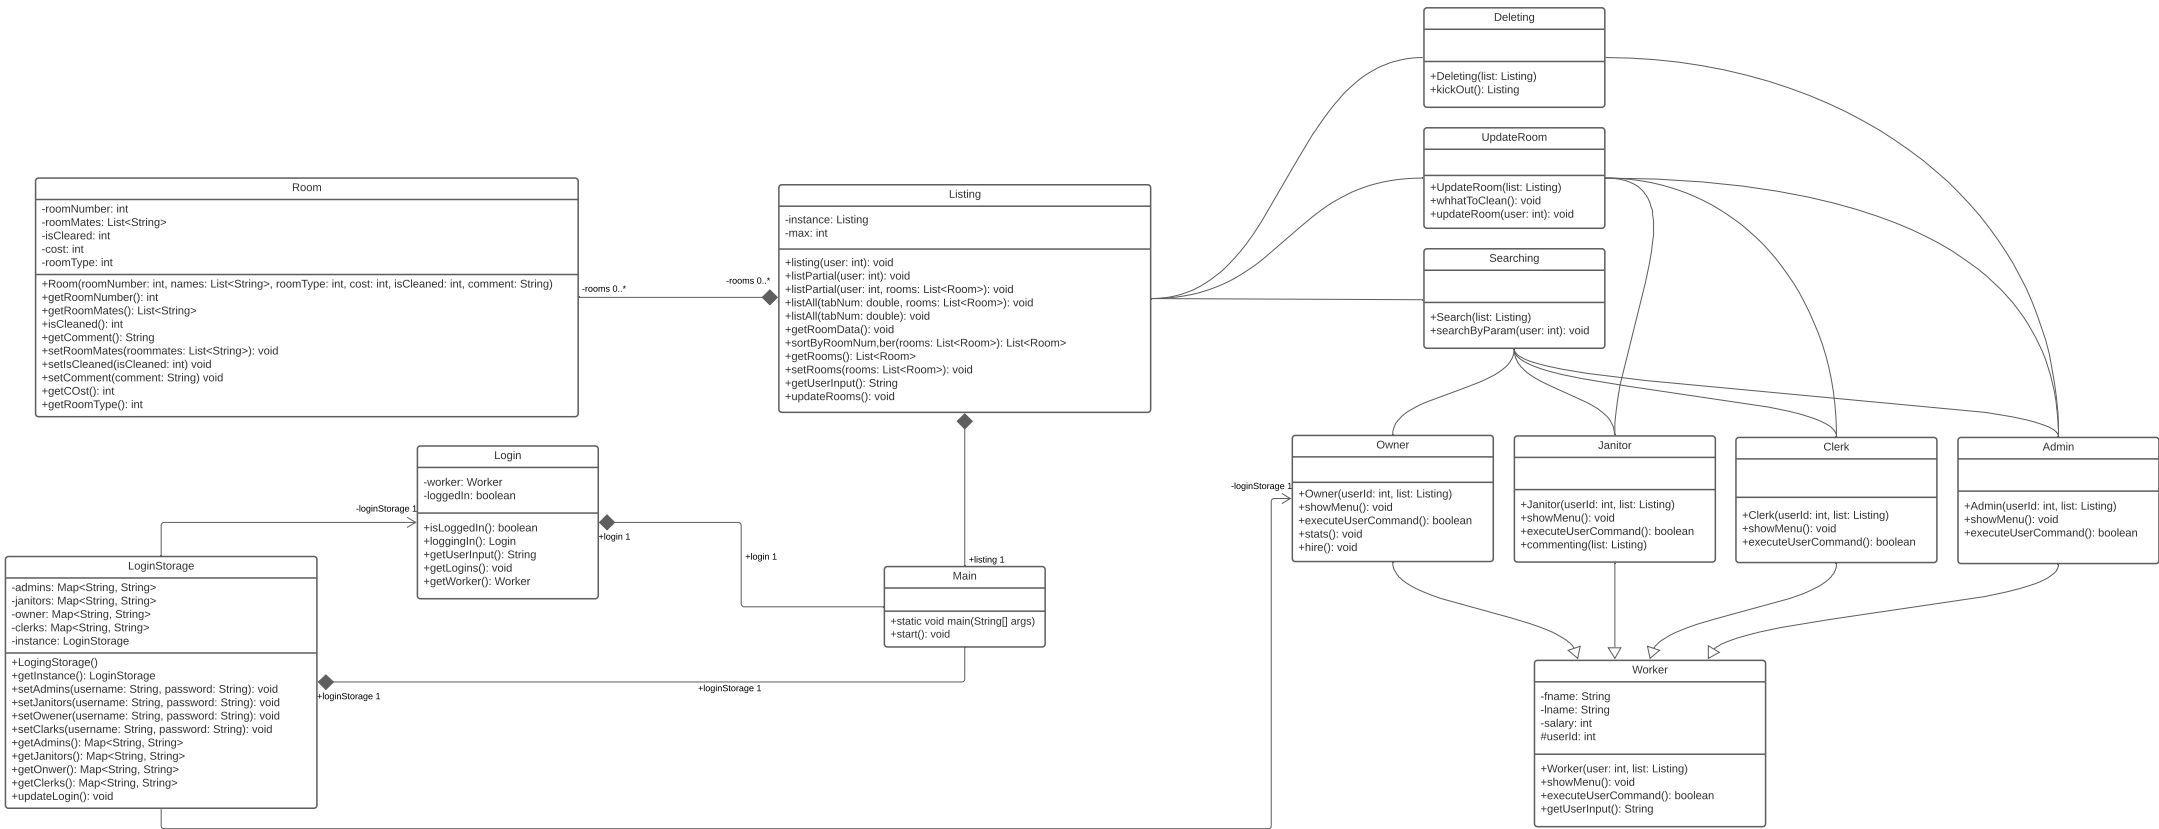 Deleting
+Deleting(list: Listing)
+kickOut(): Listing
UpdateRoom
+UpdateRoom(list: Listing)
+whhatToClean(): void
+updateRoom(user: int): void
Searching
+Search(list: Listing)
+searchByParam(user: int): void
Room
-roomNumber: int
-roomMates: List<String>
-isCleared: int
-cost: int
-roomType: int
+Room(roomNumber: int, names: List<String>, roomType: int, cost: int, isCleaned: int, comment: String)
+getRoomNumber(): int
+getRoomMates(): List<String>
+isCleaned(): int
+getComment(): String
+setRoomMates(roommates: List<String>): void
+setIsCleaned(isCleaned: int) void
+setComment(comment: String) void
+getCOst(): int
+getRoomType(): int
-rooms 0..*
-rooms 0..*
Listing
-instance: Listing
-max: int
+listing(user: int): void
+listPartial(user: int): void
+listPartial(user: int, rooms: List<Room>): void
+listAll(tabNum: double, rooms: List<Room>): void
+listAll(tabNum: double): void
+getRoomData(): void
+sortByRoomNum,ber(rooms: List<Room>): List<Room>
+getRooms(): List<Room>
+setRooms(rooms: List<Room>): void
+getUserInput(): String
+updateRooms(): void
Login
-worker: Worker
-loggedIn: boolean
+isLoggedIn(): boolean
+loggingIn(): Login
+getUserInput(): String
+getLogins(): void
+getWorker(): Worker
-loginStorage 1
+login 1
+login 1
+listing 1
Main
+static void main(String[] args)
+start(): void
LoginStorage
-admins: Map<String, String>
-janitors: Map<String, String>
-owner: Map<String, String>
-clerks: Map<String, String>
-instance: LoginStorage
+LogingStorage()
+getInstance(): LoginStorage
+setAdmins(username: String, password: String): void
+setJanitors(username: String, password: String): void
+setOwener(username: String, password: String): void
+setClarks(username: String, password: String): void
+getAdmins(): Map<String, String>
+getJanitors(): Map<String, String>
+getOnwer(): Map<String, String>
+getClerks(): Map<String, String>
+updateLogin(): void
+loginStorage 1
+loginStorage 1
-loginStorage 1
Owner
+Owner(userId: int, list: Listing)
+showMenu(): void
+executeUserCommand(): boolean
+stats(): void
+hire(): void
Janitor
+Janitor(userId: int, list: Listing)
+showMenu(): void
+executeUserCommand(): boolean
+commenting(list: Listing)
Clerk
+Clerk(userId: int, list: Listing)
+showMenu(): void
+executeUserCommand(): boolean
Admin
+Admin(userId: int, list: Listing)
+showMenu(): void
+executeUserCommand(): boolean
Worker
-fname: String
-lname: String
-salary: int
#userId: int
+Worker(user: int, list: Listing)
+showMenu(): void
+executeUserCommand(): boolean
+getUserInput(): String